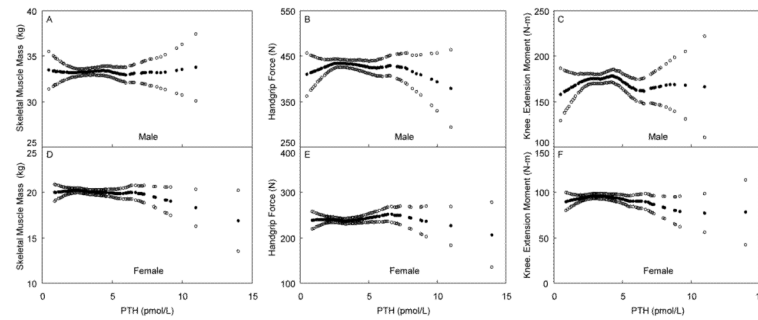 A
Skeletal Muscle Mass (kg)
40
35
30
25
Male
B
Handgrip Force (N)
550
450
350
250
Male
C
Knee. Extension Moment (N-m)
250
200
150
100
Male
D
Skeletal Muscle Mass (kg)
25
20
15
10
Female
0 5 10 15
PTH (pmol/L)
E
Handgrip Force (N)
400
300
200
100
Female
0 5 10 15
PTH (pmol/L)
F
Knee. Extension Moment (N-m)
150
100
50
0
Female
0 5 10 15
PTH (pmol/L)